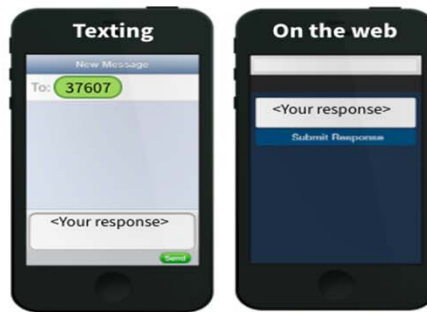 Texting
New Message
To: 37607
<Your response>
Send
On the web
<Your response>
Submit Response